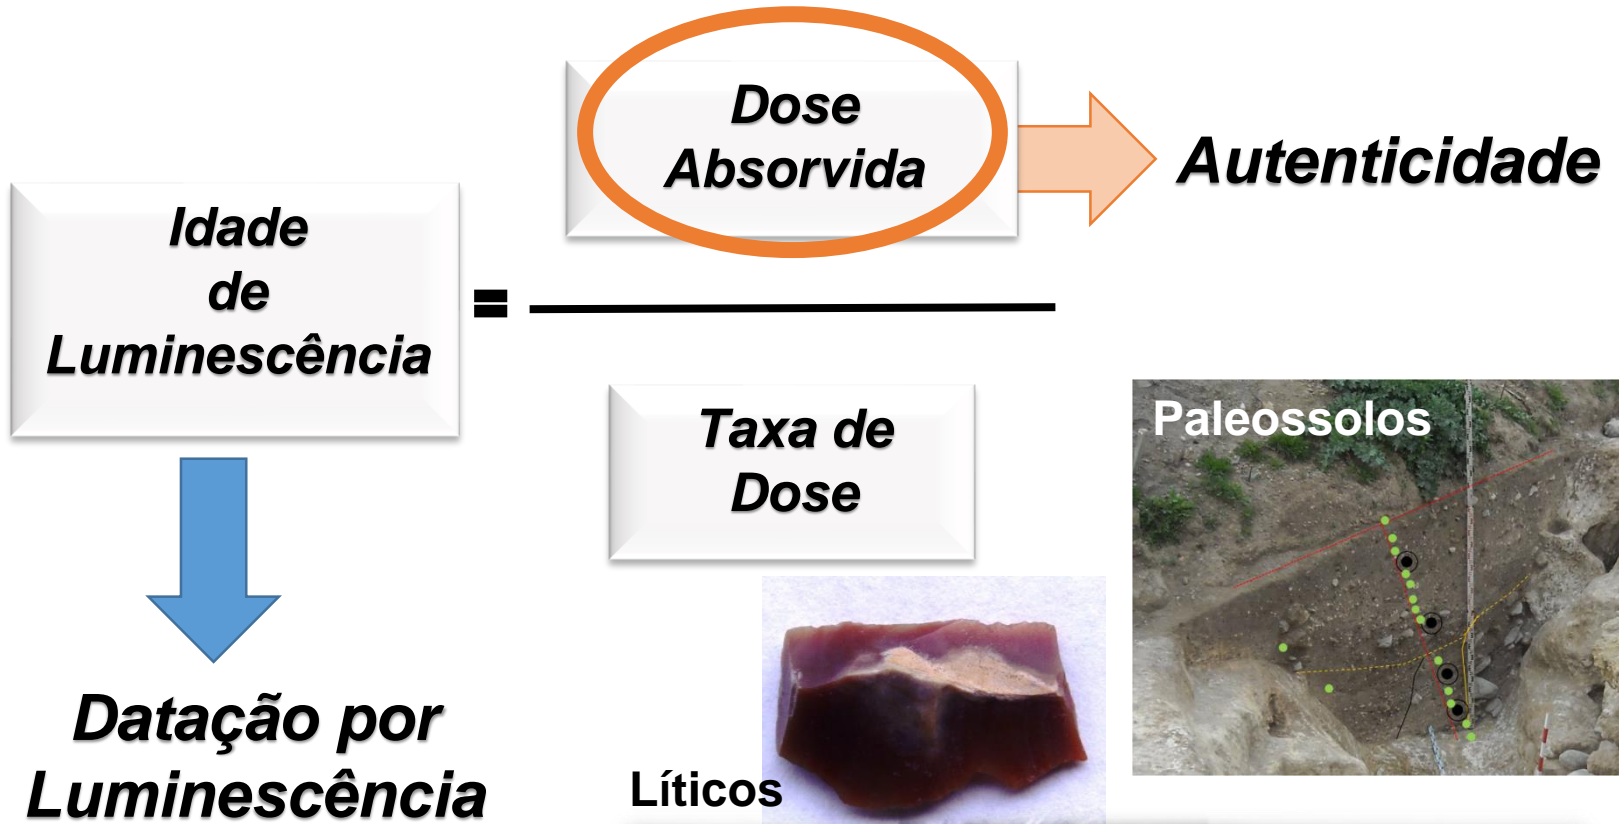 Dose
Absorvida
Autenticidade
Idade
de
Luminescência
=
Taxa de
Dose
Paleossolos
Datação por
Luminescência
Líticos